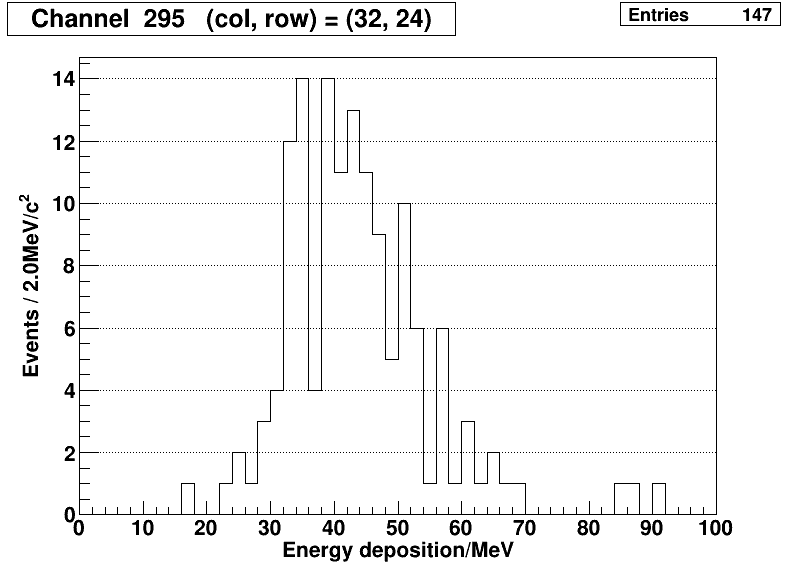 Channel 295 (col, row) = (32, 24)
Entries 147
14
12
10
8
6
4
2
0
Events / 2.0MeV/c²
0 10 20 30 40 50 60 70 80 90 100
Energy deposition/MeV